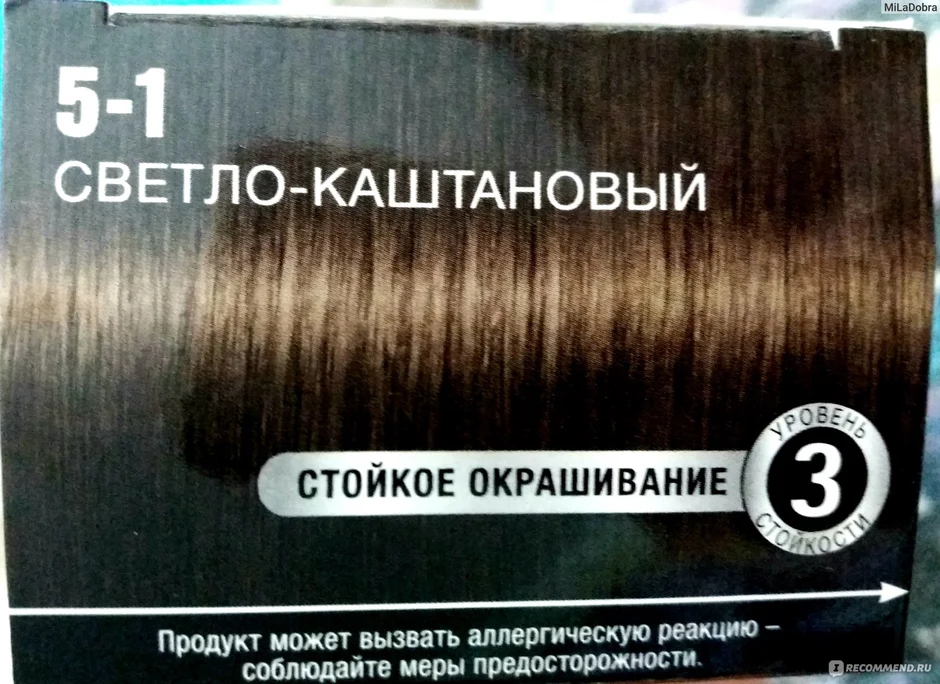 MiLaDobra
5-1
СВЕТЛО-КАШТАНОВЫЙ
УРОВЕНЬ
3
СТОЙКОСТИ
СТОЙКОЕ ОКРАШИВАНИЕ
Продукт может вызвать аллергическую реакцию –
соблюдайте меры предосторожности.
IRECOMMEND.RU